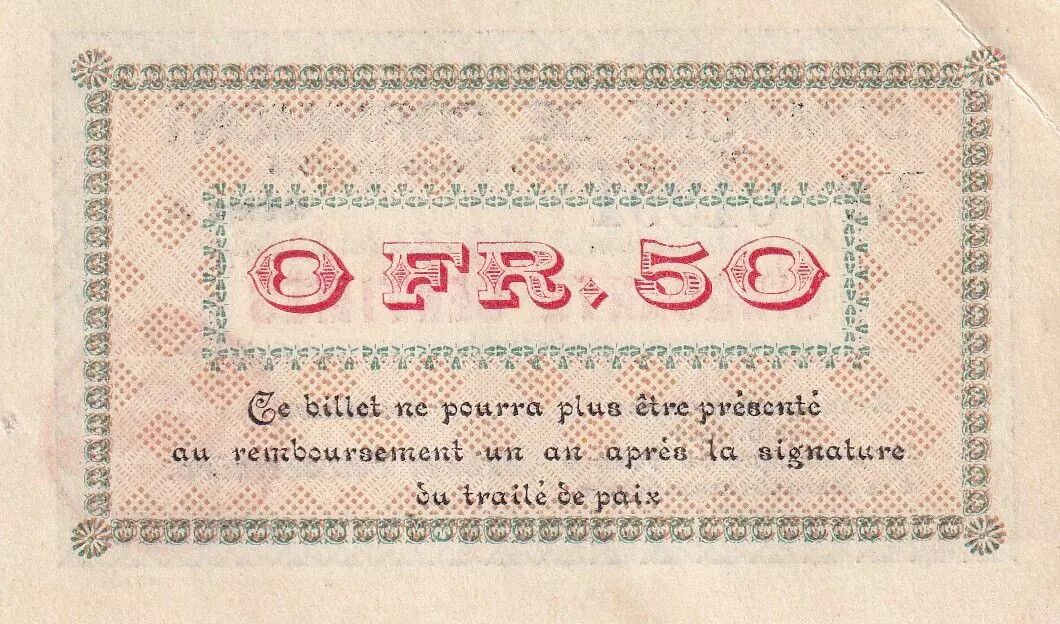 0 FR. 50
Ce billet ne pourra plus être présenté
au remboursement un an après la signature
du traité de paix